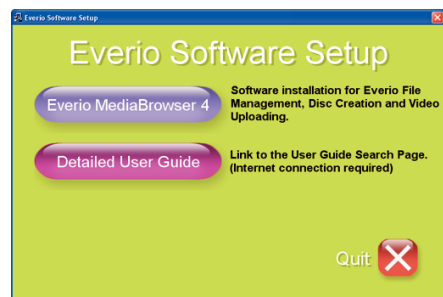 Everio Software Setup
Everio Software Setup
Everio MediaBrowser 4
Software installation for Everio File
Management, Disc Creation and Video
Uploading.
Detailed User Guide
Link to the User Guide Search Page.
(Internet connection required)
Quit